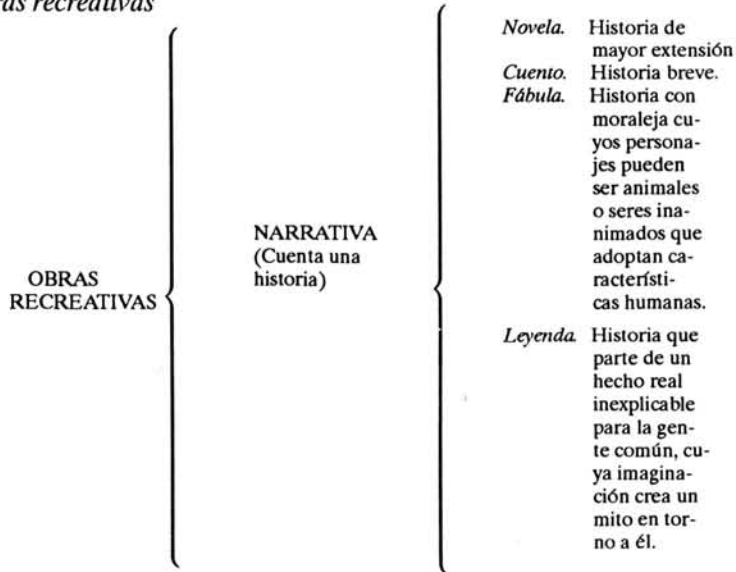 ras recreativas
OBRAS
RECREATIVAS
NARRATIVA
(Cuenta una
historia)
Novela. Historia de
mayor extensión
Cuento. Historia breve.
Fábula. Historia con
moraleja cu-
yos persona-
jes pueden
ser animales
o seres ina-
nimados que
adoptan ca-
racterísti-
cas humanas.
Leyenda Historia que
parte de un
hecho real
inexplicable
para la gen-
te común, cu-
ya imagina-
ción crea un
mito en tor-
no a él.